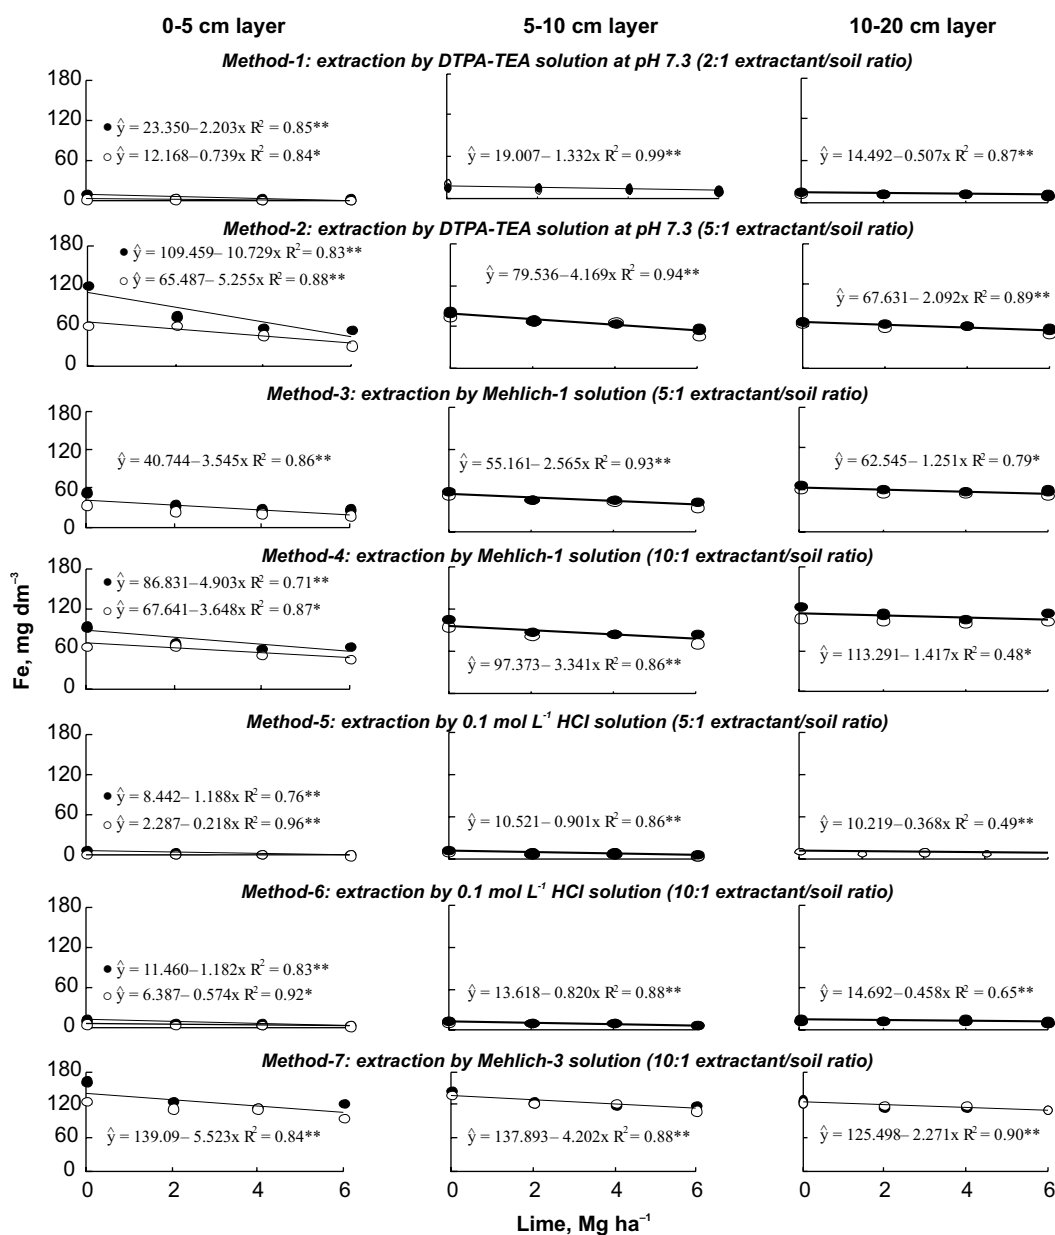 0-5 cm layer 5-10 cm layer 10-20 cm layer
Method-1: extraction by DTPA-TEA solution at pH 7.3 (2:1 extractant/soil ratio)
180
120
60
0
● ŷ = 23.350–2.203x R² = 0.85**
○ ŷ = 12.168–0.739x R² = 0.84*
ŷ = 19.007–1.332x R² = 0.99**
ŷ = 14.492–0.507x R² = 0.87**
Method-2: extraction by DTPA-TEA solution at pH 7.3 (5:1 extractant/soil ratio)
180
120
60
0
● ŷ = 109.459–10.729x R² = 0.83**
○ ŷ = 65.487–5.255x R² = 0.88**
ŷ = 79.536–4.169x R² = 0.94**
ŷ = 67.631–2.092x R² = 0.89**
Method-3: extraction by Mehlich-1 solution (5:1 extractant/soil ratio)
180
120
60
0
ŷ = 40.744–3.545x R² = 0.86**
ŷ = 55.161–2.565x R² = 0.93**
ŷ = 62.545–1.251x R² = 0.79*
Method-4: extraction by Mehlich-1 solution (10:1 extractant/soil ratio)
180
120
60
0
● ŷ = 86.831–4.903x R² = 0.71**
○ ŷ = 67.641–3.648x R² = 0.87*
ŷ = 97.373–3.341x R² = 0.86**
ŷ = 113.291–1.417x R² = 0.48*
Fe, mg dm⁻³
Method-5: extraction by 0.1 mol L⁻¹ HCl solution (5:1 extractant/soil ratio)
180
120
60
0
● ŷ = 8.442–1.188x R² = 0.76**
○ ŷ = 2.287–0.218x R² = 0.96**
ŷ = 10.521–0.901x R² = 0.86**
ŷ = 10.219–0.368x R² = 0.49**
Method-6: extraction by 0.1 mol L⁻¹ HCl solution (10:1 extractant/soil ratio)
180
120
60
0
● ŷ = 11.460–1.182x R² = 0.83**
○ ŷ = 6.387–0.574x R² = 0.92*
ŷ = 13.618–0.820x R² = 0.88**
ŷ = 14.692–0.458x R² = 0.65**
Method-7: extraction by Mehlich-3 solution (10:1 extractant/soil ratio)
180
120
60
0
ŷ = 139.09–5.523x R² = 0.84**
ŷ = 137.893–4.202x R² = 0.88**
ŷ = 125.498–2.271x R² = 0.90**
0 2 4 6 0 2 4 6 0 2 4 6
Lime, Mg ha⁻¹